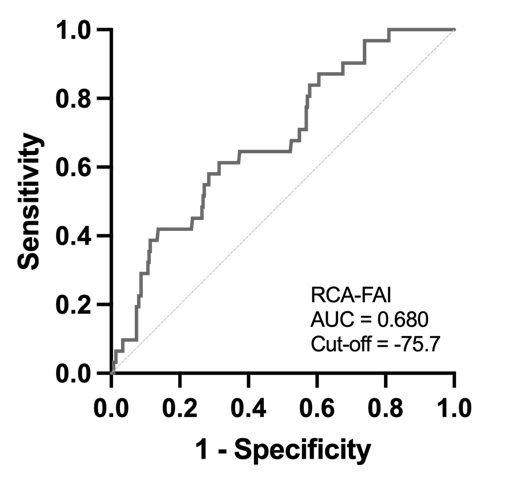 1.0
0.8
0.6
0.4
0.2
0.0
Sensitivity
RCA-FAI
AUC = 0.680
Cut-off = -75.7
0.0 0.2 0.4 0.6 0.8 1.0
1 - Specificity